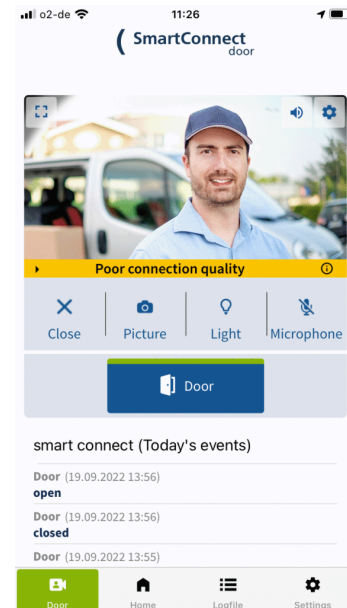 o2-de 11:26
SmartConnect
door
Poor connection quality
Close Picture Light Microphone
Door
smart connect (Today's events)
Door (19.09.2022 13:56)
open
Door (19.09.2022 13:56)
closed
Door (19.09.2022 13:55)
Door Home Logfile Settings